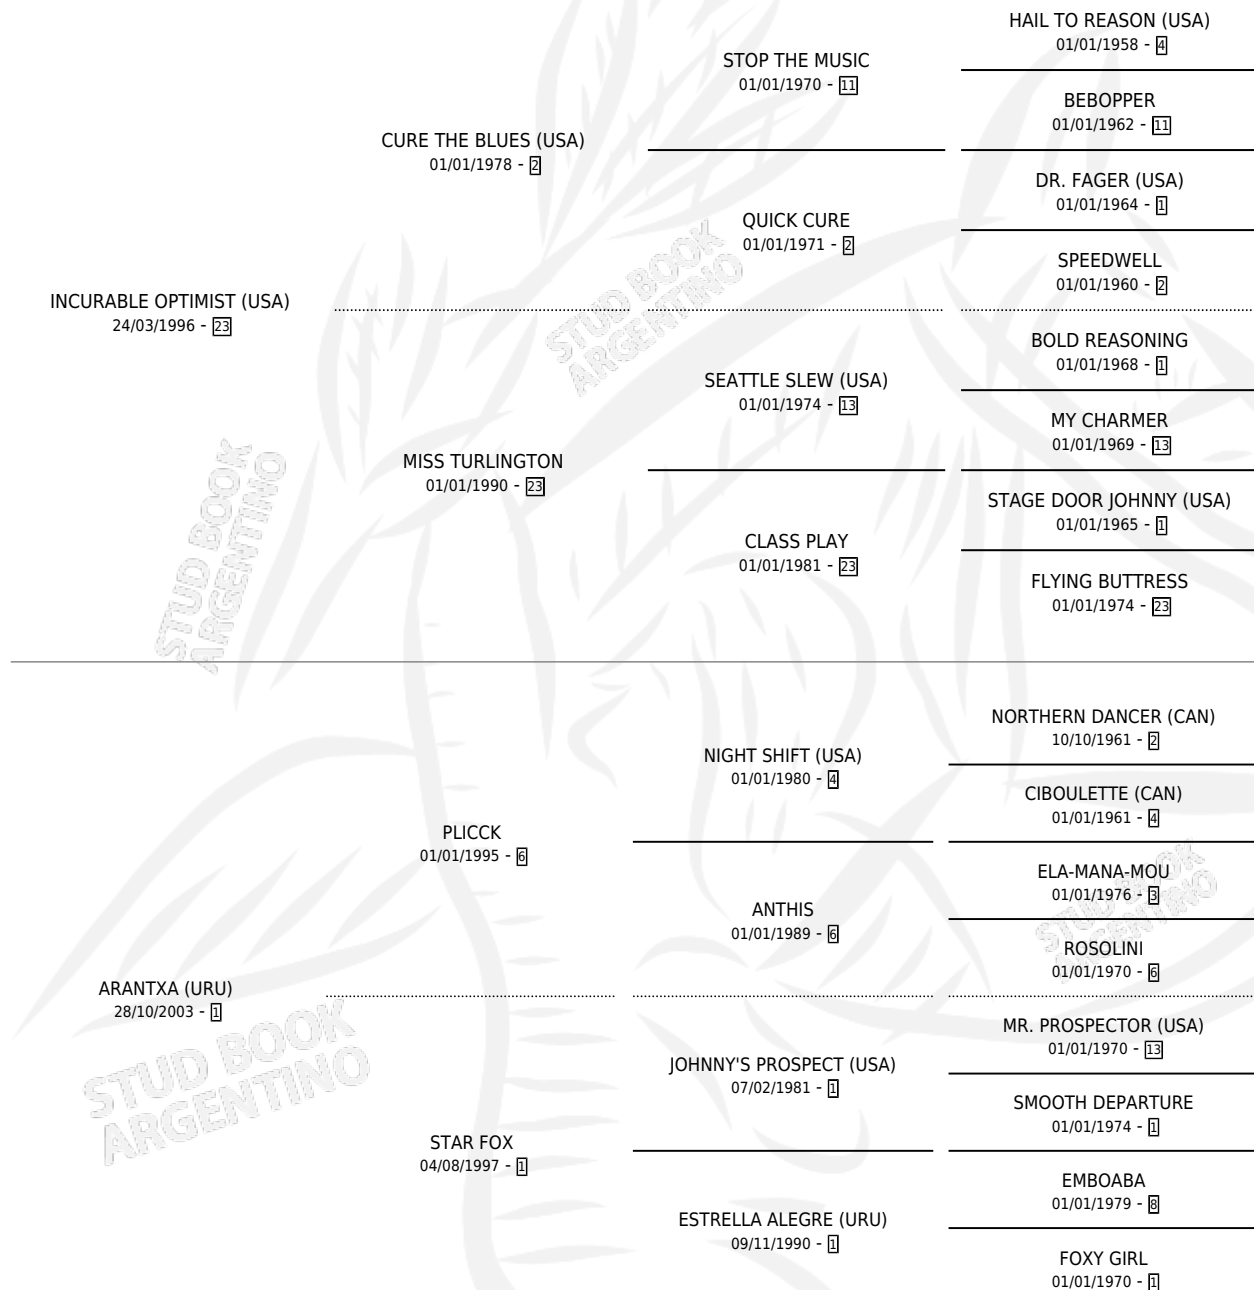 HAIL TO REASON (USA)
01/01/1958 - 4
STOP THE MUSIC
01/01/1970 - 11
BEBOPPER
01/01/1962 - 11
CURE THE BLUES (USA)
01/01/1978 - 2
DR. FAGER (USA)
01/01/1964 - 1
QUICK CURE
01/01/1971 - 2
SPEEDWELL
01/01/1960 - 2
INCURABLE OPTIMIST (USA)
24/03/1996 - 23
BOLD REASONING
01/01/1968 - 1
SEATTLE SLEW (USA)
01/01/1974 - 13
MY CHARMER
01/01/1969 - 13
MISS TURLINGTON
01/01/1990 - 23
STAGE DOOR JOHNNY (USA)
01/01/1965 - 1
CLASS PLAY
01/01/1981 - 23
FLYING BUTTRESS
01/01/1974 - 23
NORTHERN DANCER (CAN)
10/10/1961 - 2
NIGHT SHIFT (USA)
01/01/1980 - 4
CIBOULETTE (CAN)
01/01/1961 - 4
PLICCK
01/01/1995 - 6
ELA-MANA-MOU
01/01/1976 - 3
ANTHIS
01/01/1989 - 6
ROSOLINI
01/01/1970 - 6
ARANTXA (URU)
28/10/2003 - 1
MR. PROSPECTOR (USA)
01/01/1970 - 13
JOHNNY'S PROSPECT (USA)
07/02/1981 - 1
SMOOTH DEPARTURE
01/01/1974 - 1
STAR FOX
04/08/1997 - 1
EMBOABA
01/01/1979 - 8
ESTRELLA ALEGRE (URU)
09/11/1990 - 1
FOXY GIRL
01/01/1970 - 1
STUD BOOK
ARGENTINO
STUD BOOK
ARGENTINO
STUD BOOK
ARGENTINO
STUD BOOK
ARGENTINO